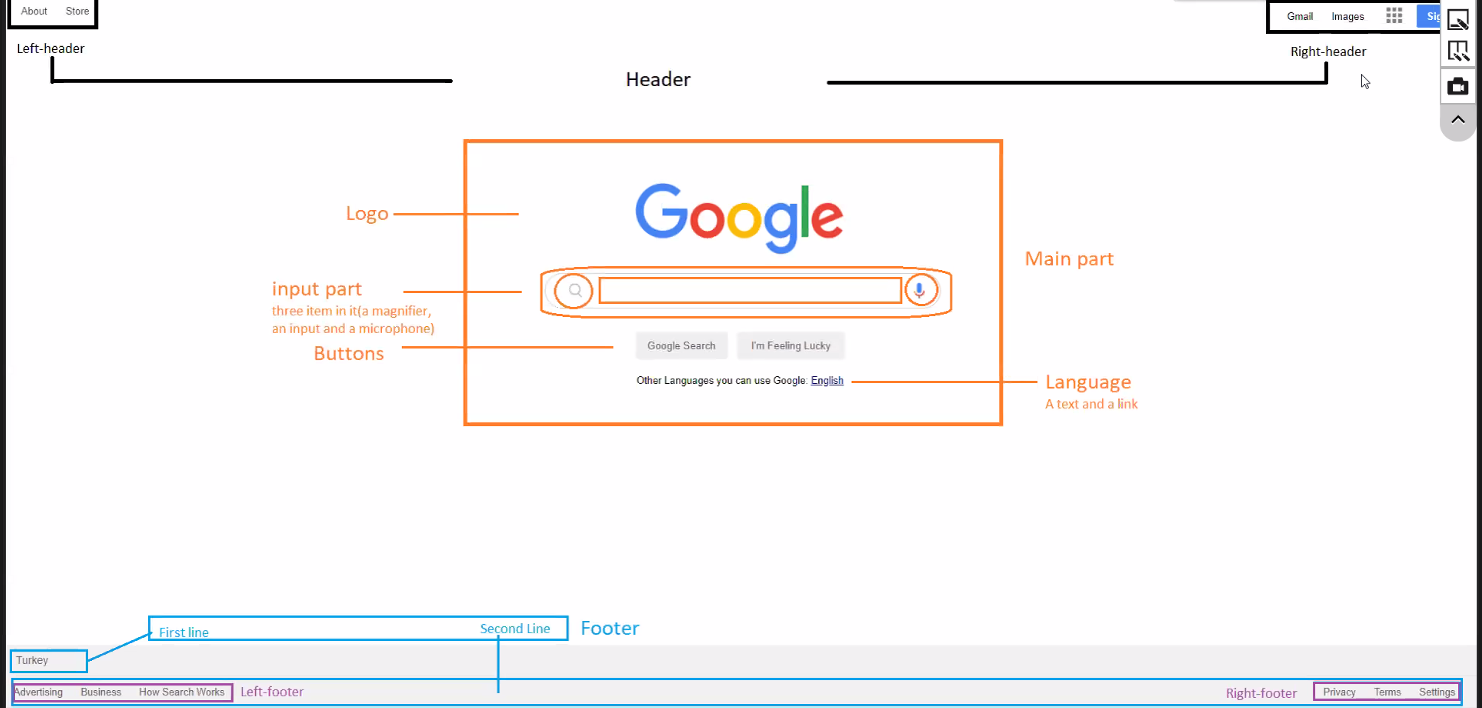 About Store
Gmail Images
Left-header
Right-header
Header
Google
Logo
Main part
input part
three item in it(a magnifier,
an input and a microphone)
Buttons
Google Search I'm Feeling Lucky
Other Languages you can use Google: English
Language
A text and a link
First line
Second Line
Footer
Turkey
Advertising Business How Search Works
Left-footer
Right-footer
Privacy Terms Settings